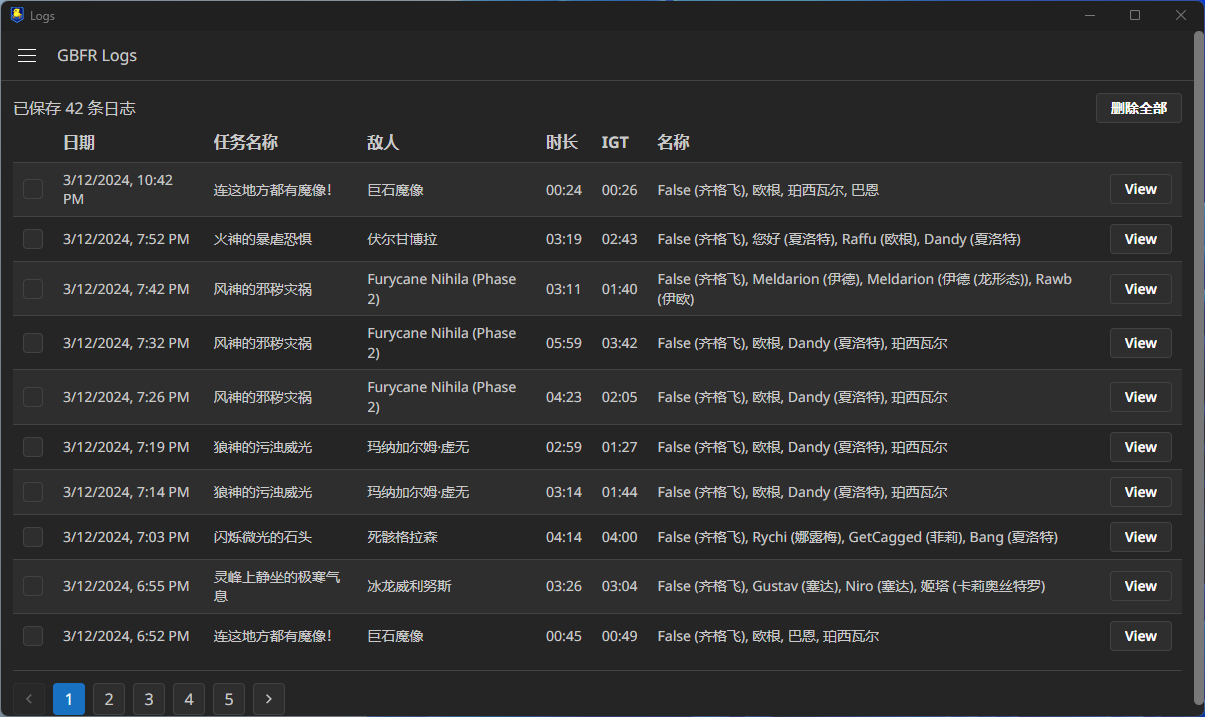 Logs
GBFR Logs
已保存 42 条日志
删除全部
日期 任务名称 敌人 时长 IGT 名称
3/12/2024, 10:42 PM 连这地方都有魔像! 巨石魔像 00:24 00:26 False (齐格飞), 欧根, 珀西瓦尔, 巴恩 View
3/12/2024, 7:52 PM 火神的暴虐恐惧 伏尔甘博拉 03:19 02:43 False (齐格飞), 您好 (夏洛特), Raffu (欧根), Dandy (夏洛特) View
3/12/2024, 7:42 PM 风神的邪秽灾祸 Furycane Nihila (Phase 2) 03:11 01:40 False (齐格飞), Meldarion (伊德), Meldarion (伊德 (龙形态)), Rawb (伊欧) View
3/12/2024, 7:32 PM 风神的邪秽灾祸 Furycane Nihila (Phase 2) 05:59 03:42 False (齐格飞), 欧根, Dandy (夏洛特), 珀西瓦尔 View
3/12/2024, 7:26 PM 风神的邪秽灾祸 Furycane Nihila (Phase 2) 04:23 02:05 False (齐格飞), 欧根, Dandy (夏洛特), 珀西瓦尔 View
3/12/2024, 7:19 PM 狼神的污浊威光 玛纳加尔姆·虚无 02:59 01:27 False (齐格飞), 欧根, Dandy (夏洛特), 珀西瓦尔 View
3/12/2024, 7:14 PM 狼神的污浊威光 玛纳加尔姆·虚无 03:14 01:44 False (齐格飞), 欧根, Dandy (夏洛特), 珀西瓦尔 View
3/12/2024, 7:03 PM 闪烁微光的石头 死骸格拉森 04:14 04:00 False (齐格飞), Rychi (娜露梅), GetCagged (菲莉), Bang (夏洛特) View
3/12/2024, 6:55 PM 灵峰上静坐的极寒气息 冰龙威利努斯 03:26 03:04 False (齐格飞), Gustav (塞达), Niro (塞达), 姬塔 (卡莉奥丝特罗) View
3/12/2024, 6:52 PM 连这地方都有魔像! 巨石魔像 00:45 00:49 False (齐格飞), 欧根, 巴恩, 珀西瓦尔 View
1 2 3 4 5